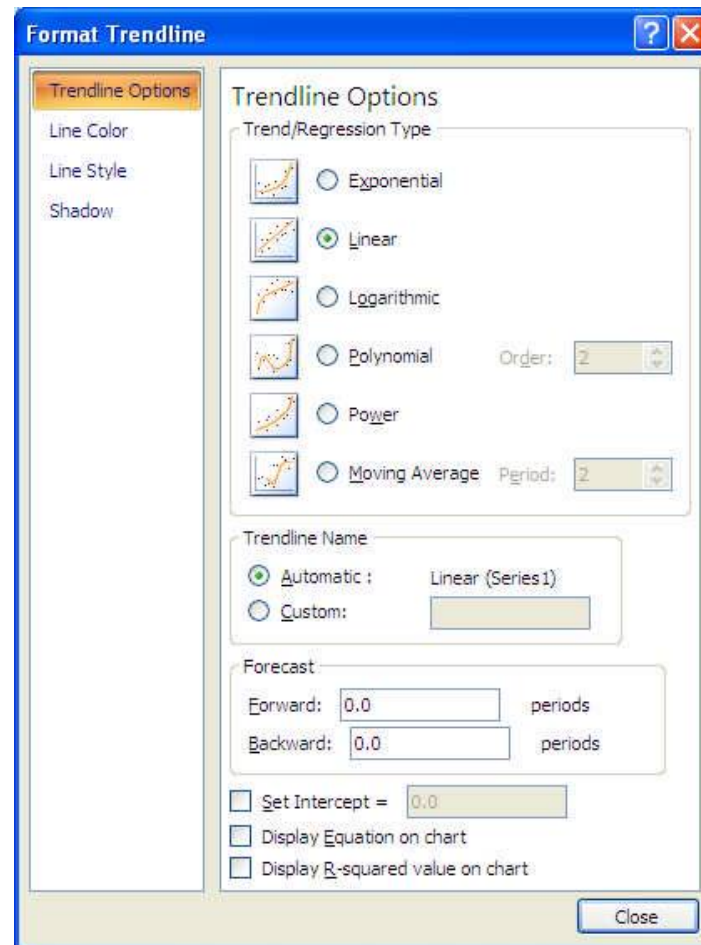 Format Trendline
?
Trendline Options
Line Color
Line Style
Shadow
Trendline Options
Trend/Regression Type
Exponential
Linear
Logarithmic
Polynomial Order: 2
Power
Moving Average Period: 2
Trendline Name
Automatic : Linear (Series1)
Custom:
Forecast
Forward: 0.0 periods
Backward: 0.0 periods
Set Intercept = 0.0
Display Equation on chart
Display R-squared value on chart
Close